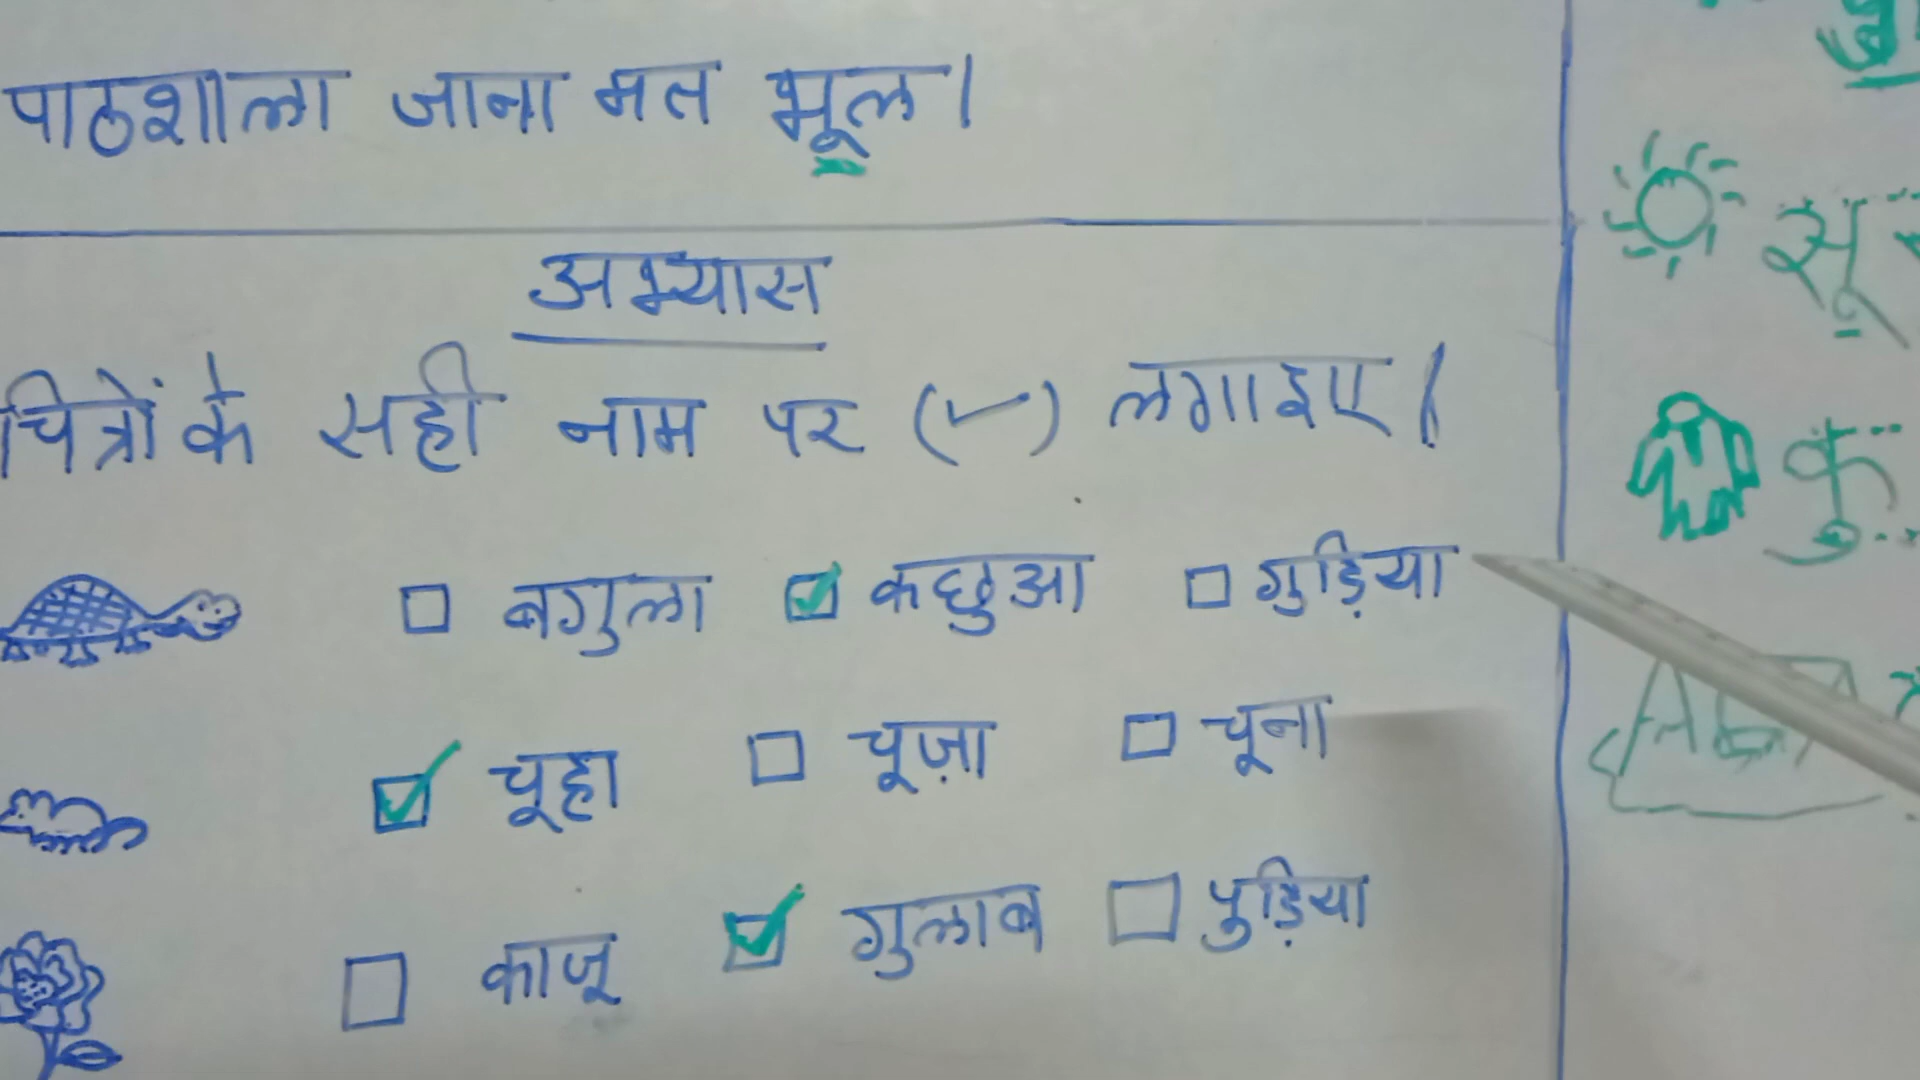 पाठशाला जाना मत भूल।
अभ्यास
चित्रों के सही नाम पर (✓) लगाइए।
☐ बगुला ☑ कछुआ ☐ गुड़िया
☑ चूहा ☐ चूज़ा ☐ चूना
☐ काजू ☑ गुलाब ☐ पुड़िया
सू
कु